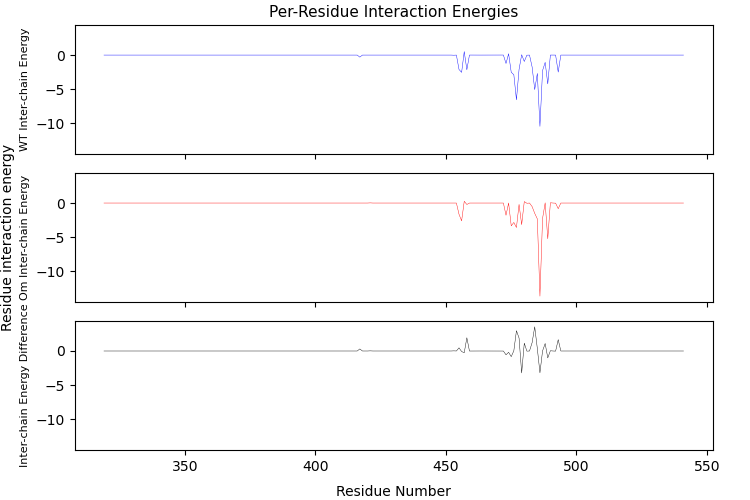 Per-Residue Interaction Energies
Residue interaction energy
WT Inter-chain Energy
0
−5
−10
Om Inter-chain Energy
0
−5
−10
Inter-chain Energy Difference
0
−5
−10
350
400
450
500
550
Residue Number